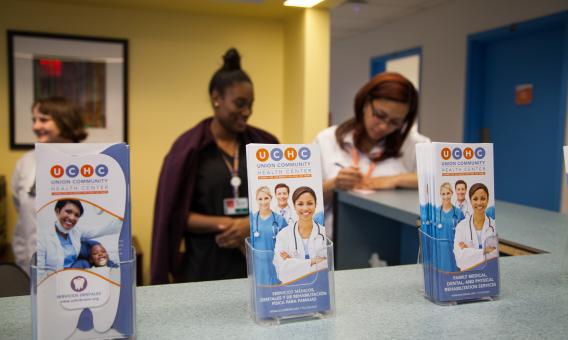 UCHC
UNION COMMUNITY
HEALTH CENTER
SERVICIOS DENTALES
UCHC
UNION COMMUNITY
HEALTH CENTER
SERVICIOS MÉDICOS,
DENTALES Y DE REHABILITACIÓN
FÍSICA PARA FAMILIAS
UCHC
UNION COMMUNITY
HEALTH CENTER
FAMILY MEDICAL,
DENTAL, AND PHYSICAL
REHABILITATION SERVICES